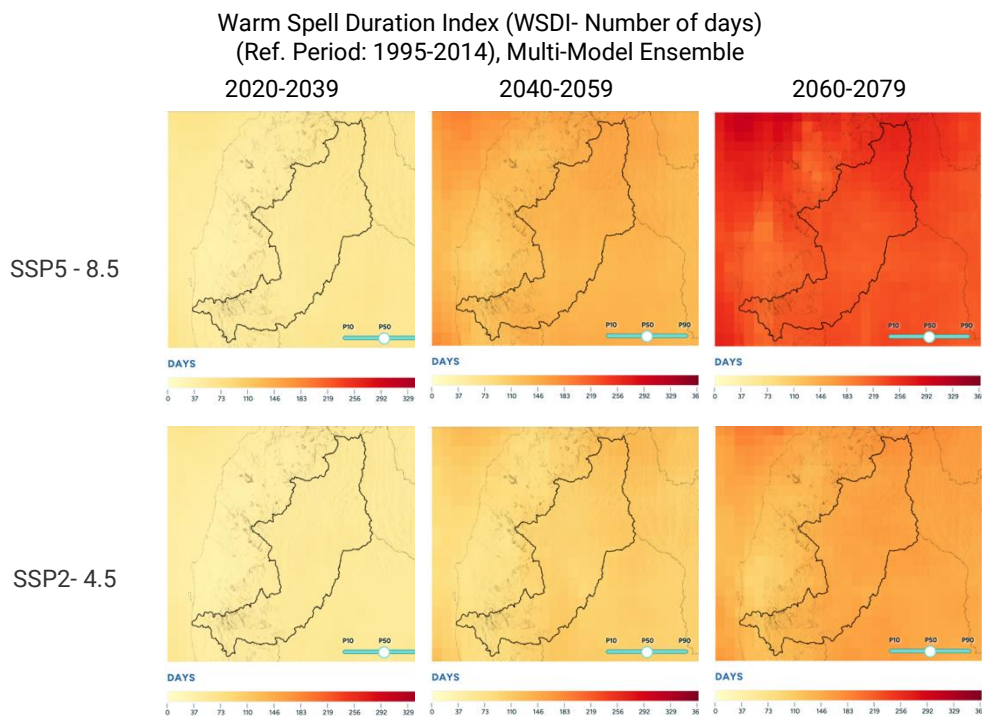 Warm Spell Duration Index (WSDI- Number of days)
(Ref. Period: 1995-2014), Multi-Model Ensemble
2020-2039 2040-2059 2060-2079
SSP5 - 8.5
P10 P50
P10 P50 P90
P10 P50 P90
DAYS DAYS DAYS
0 37 73 110 146 183 219 256 292 329
0 37 73 110 146 183 219 256 292 329 36
0 37 73 110 146 183 219 256 292 329 36
SSP2- 4.5
P10 P50
P10 P50 P90
P10 P50 P90
DAYS DAYS DAYS
0 37 73 110 146 183 219 256 292 329
0 37 73 110 146 183 219 256 292 329 36
0 37 73 110 146 183 219 256 292 329 36